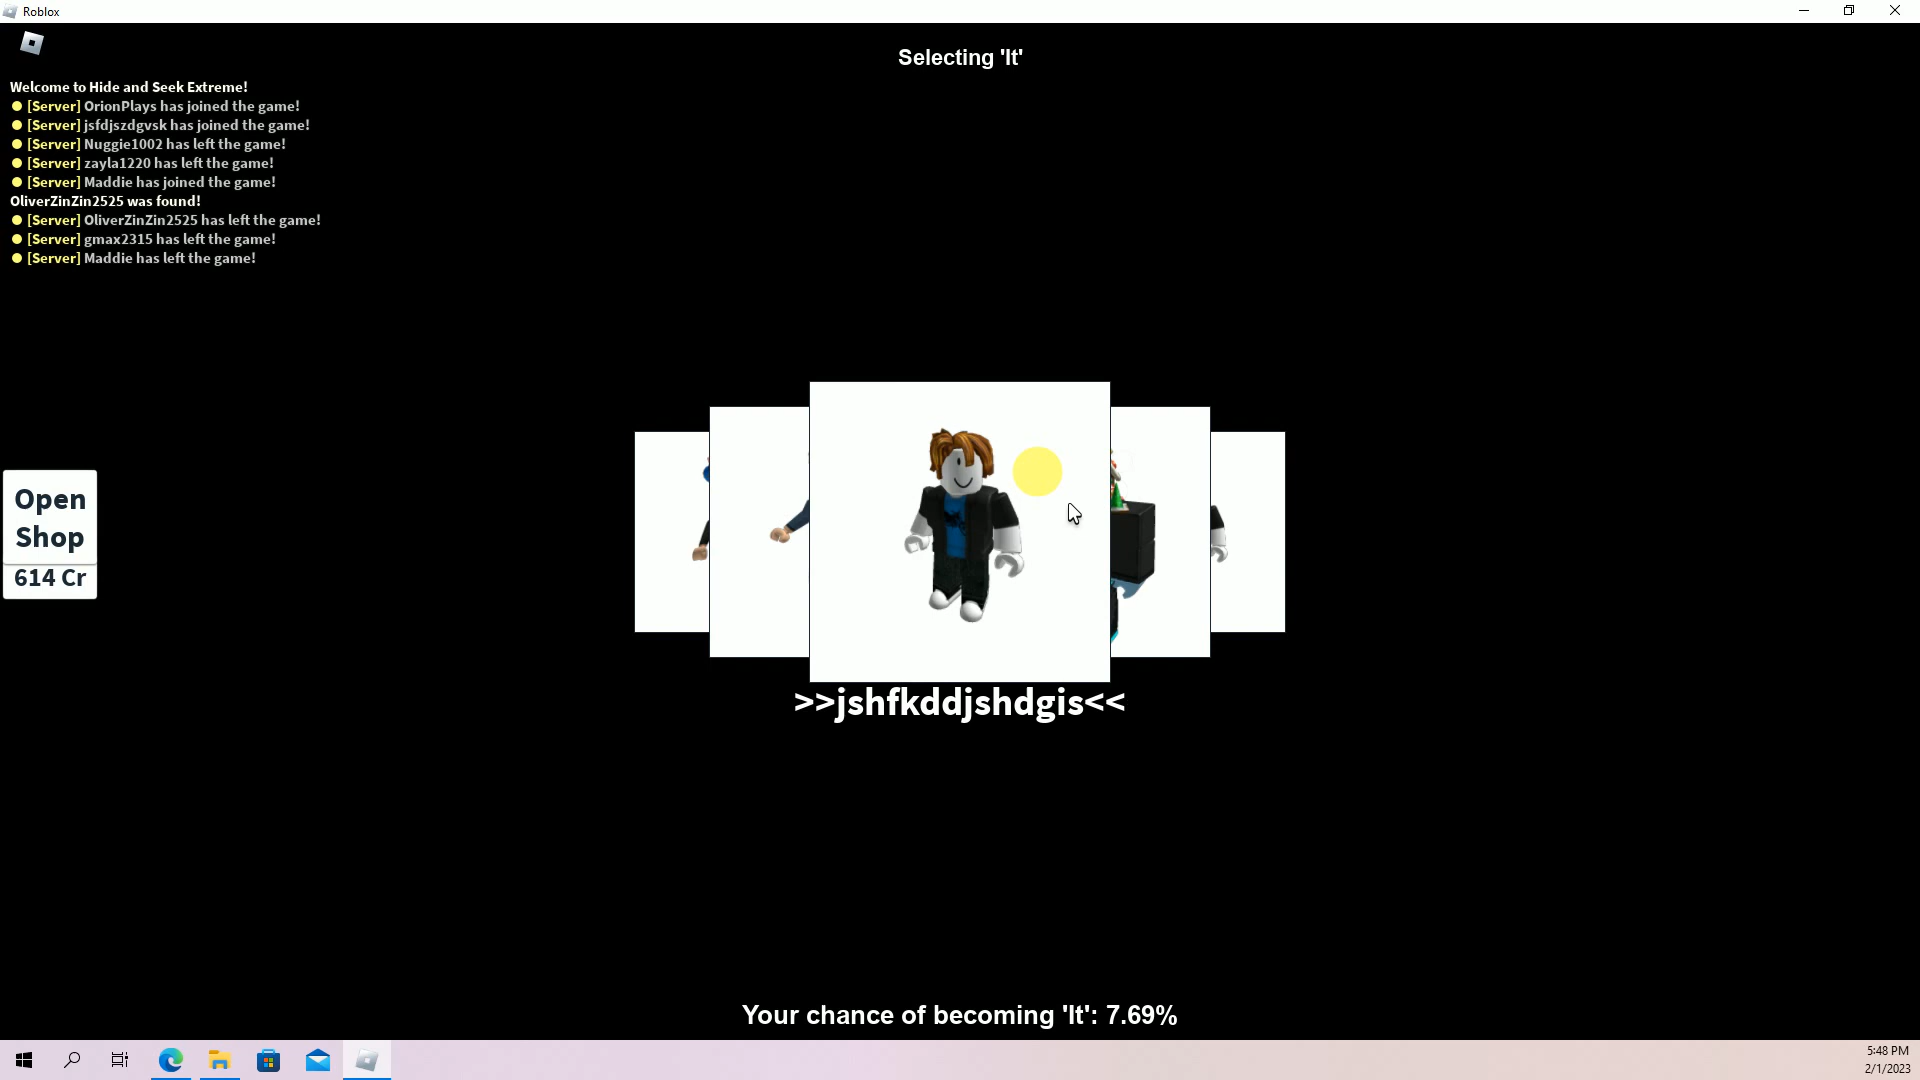 Roblox
Selecting 'It'
Welcome to Hide and Seek Extreme!
[Server] OrionPlays has joined the game!
[Server] jsfdjszdgvsk has joined the game!
[Server] Nuggie1002 has left the game!
[Server] zayla1220 has left the game!
[Server] Maddie has joined the game!
OliverZinZin2525 was found!
[Server] OliverZinZin2525 has left the game!
[Server] gmax2315 has left the game!
[Server] Maddie has left the game!
Open
Shop
614 Cr
>>jshfkddjshdgis<<
Your chance of becoming 'It': 7.69%
5:48 PM
2/1/2023